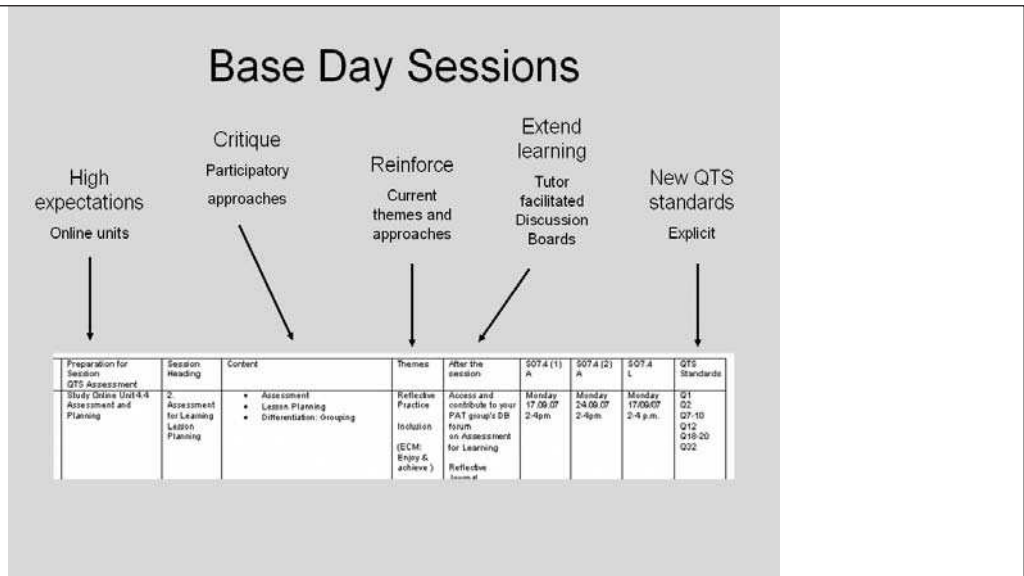 Base Day Sessions
High
expectations
Online units
Critique
Participatory
approaches
Reinforce
Current
themes and
approaches
Extend
learning
Tutor
facilitated
Discussion
Boards
New QTS
standards
Explicit
Preparation for
Session
QTS Assessment
Session
Heading
Content
Themes
After the
session
S07.4 (1)
A
S07.4 (2)
A
SO7.4
L
QTS
Standards
Study Online Unit 4.4
Assessment and
Planning
2.
Assessment
for Learning
Lesson
Planning
• Assessment
• Lesson Planning
• Differentiation: Grouping
Reflective
Practice
Inclusion
(ECM:
Enjoy &
achieve )
Access and
contribute to your
PAT group's DB
forum
on Assessment
for Learning
Reflective
Journal
Monday
17.09.07
2-4pm
Monday
24.09.07
2-4pm
Monday
17/09/07
2-4 p.m.
Q1
Q2
Q7-10
Q12
Q18-20
Q32